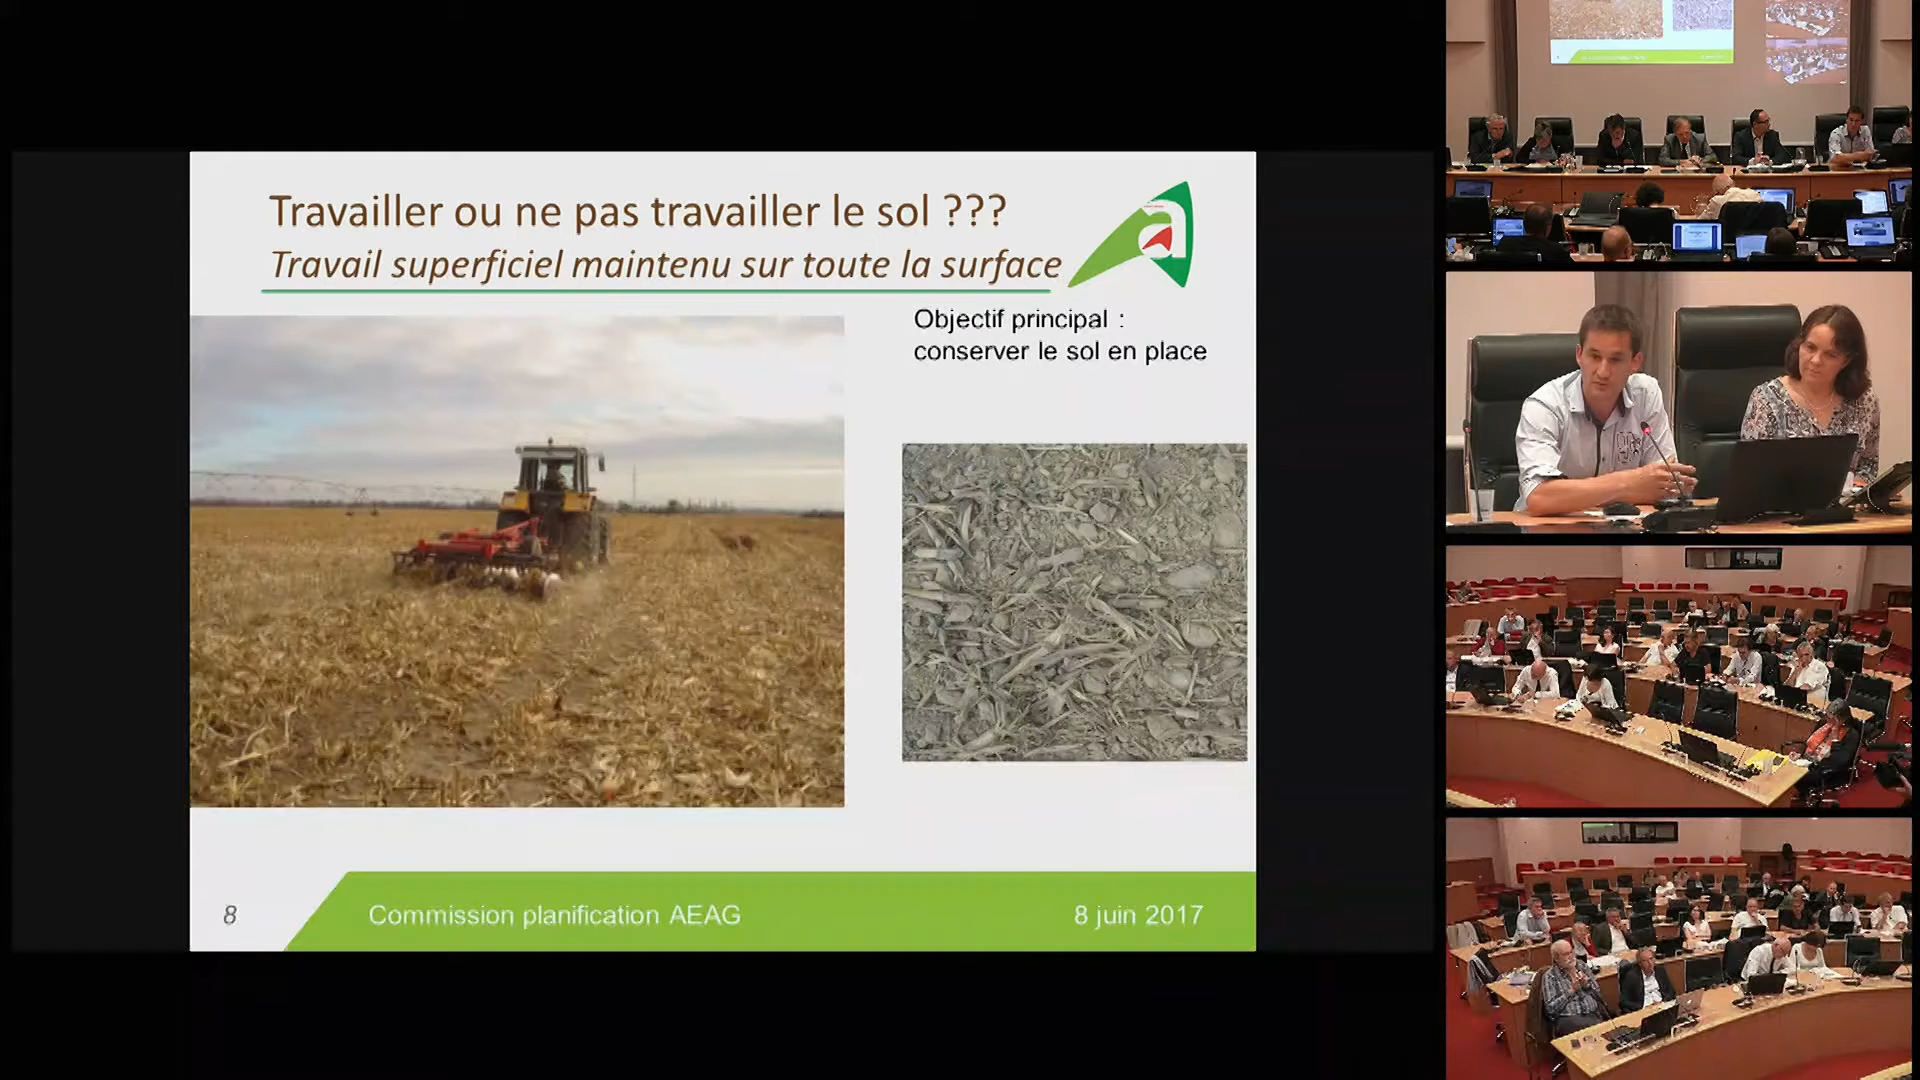 Travailler ou ne pas travailler le sol ???
Travail superficiel maintenu sur toute la surface
Objectif principal :
conserver le sol en place
8
Commission planification AEAG
8 juin 2017